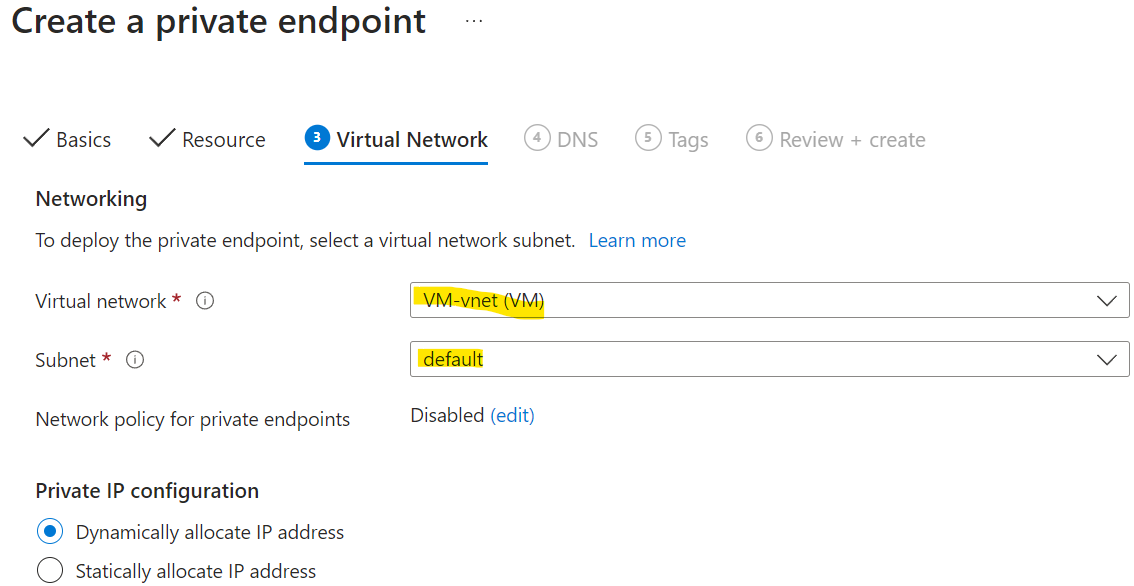 Create a private endpoint ...
Basics Resource 3 Virtual Network 4 DNS 5 Tags 6 Review + create
Networking
To deploy the private endpoint, select a virtual network subnet. Learn more
Virtual network * VM-vnet (VM)
Subnet * default
Network policy for private endpoints Disabled (edit)
Private IP configuration
Dynamically allocate IP address
Statically allocate IP address